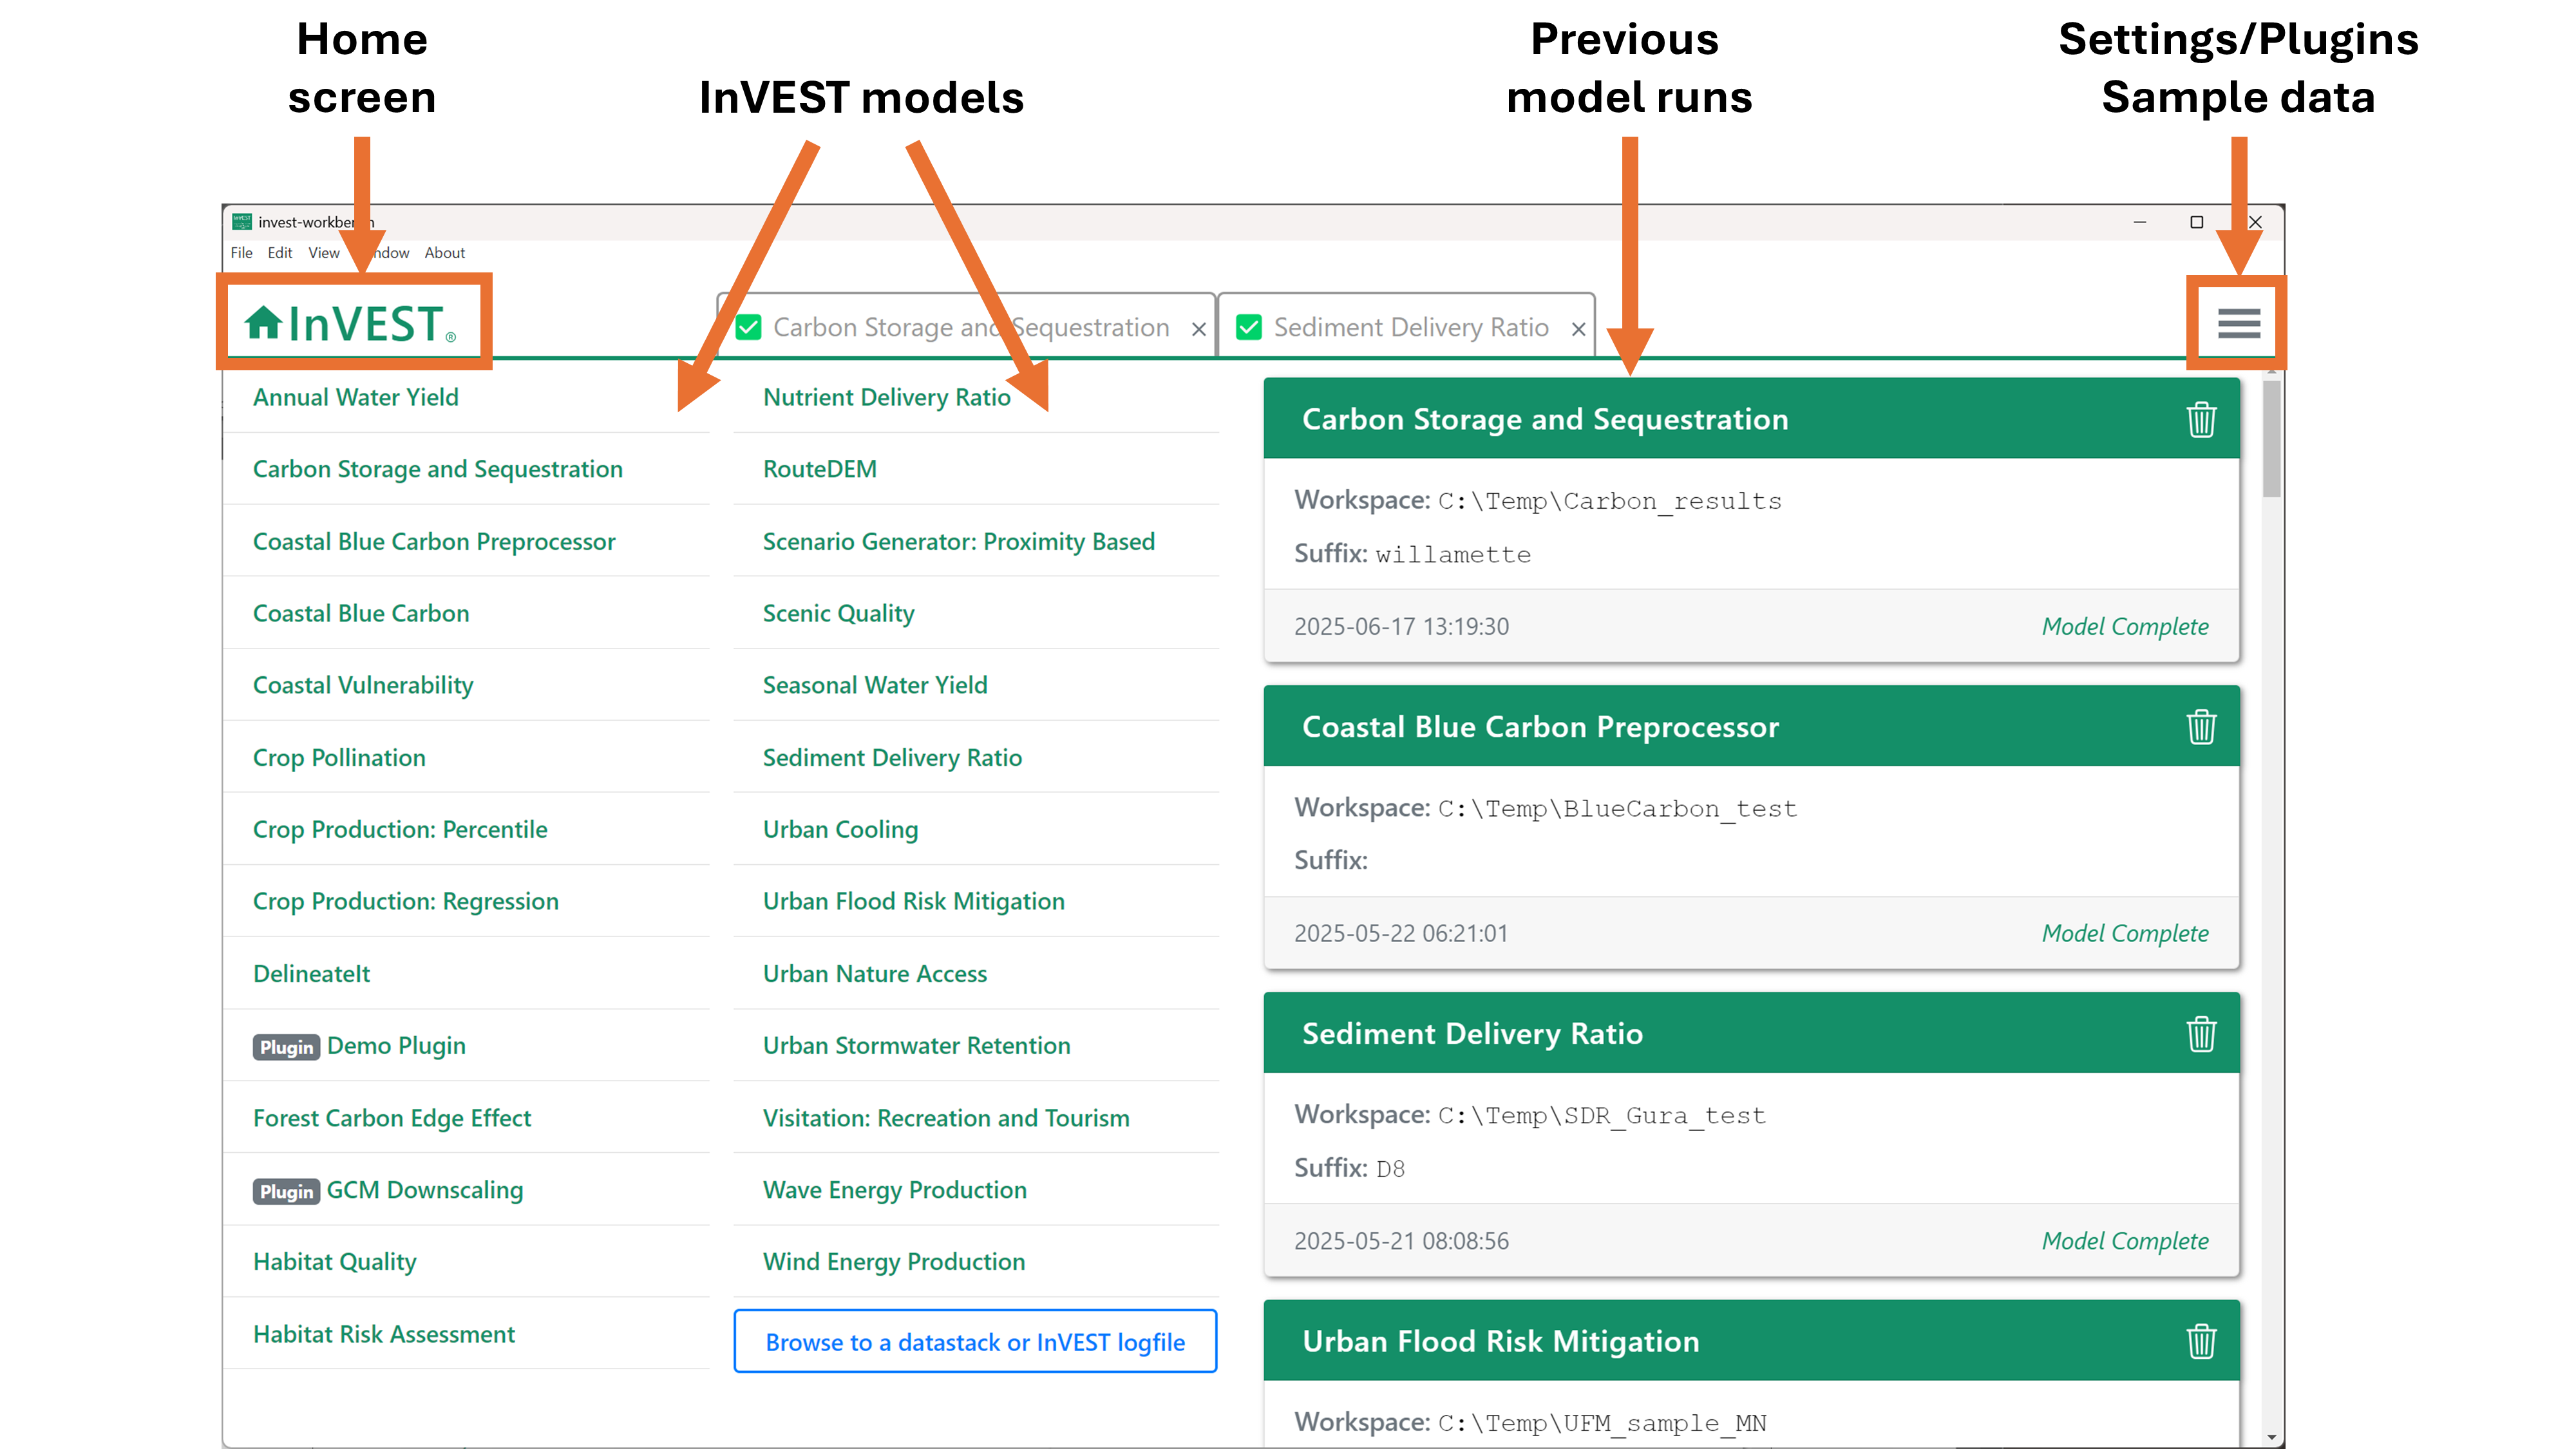 Home
screen
InVEST models
Previous
model runs
Settings/Plugins
Sample data
invest-workbench
File Edit View Window About
InVEST®
Carbon Storage and Sequestration
Sediment Delivery Ratio
Annual Water Yield
Carbon Storage and Sequestration
Coastal Blue Carbon Preprocessor
Coastal Blue Carbon
Coastal Vulnerability
Crop Pollination
Crop Production: Percentile
Crop Production: Regression
DelineateIt
Plugin Demo Plugin
Forest Carbon Edge Effect
Plugin GCM Downscaling
Habitat Quality
Habitat Risk Assessment
Nutrient Delivery Ratio
RouteDEM
Scenario Generator: Proximity Based
Scenic Quality
Seasonal Water Yield
Sediment Delivery Ratio
Urban Cooling
Urban Flood Risk Mitigation
Urban Nature Access
Urban Stormwater Retention
Visitation: Recreation and Tourism
Wave Energy Production
Wind Energy Production
Browse to a datastack or InVEST logfile
Carbon Storage and Sequestration
Workspace: C:\Temp\Carbon_results
Suffix: willamette
2025-06-17 13:19:30 Model Complete
Coastal Blue Carbon Preprocessor
Workspace: C:\Temp\BlueCarbon_test
Suffix:
2025-05-22 06:21:01 Model Complete
Sediment Delivery Ratio
Workspace: C:\Temp\SDR_Gura_test
Suffix: D8
2025-05-21 08:08:56 Model Complete
Urban Flood Risk Mitigation
Workspace: C:\Temp\UFM_sample_MN